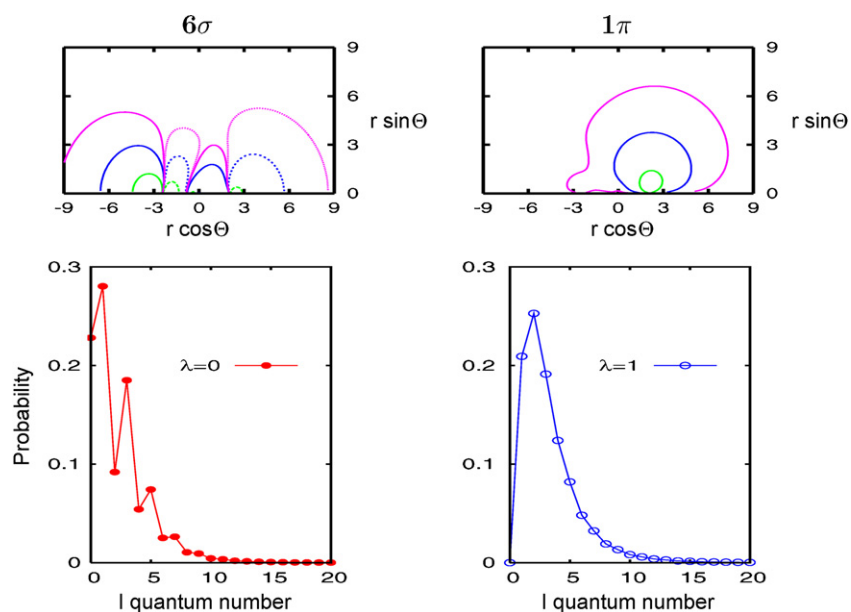 6σ
1π
9
6
3
0
r sinΘ
-9 -6 -3 0 3 6 9
r cosΘ
9
6
3
0
r sinΘ
-6 -3 0 3 6 9
r cosΘ
0.3
0.2
0.1
0
Probability
λ=0
0 5 10 15 20
l quantum number
0.3
0.2
0.1
0
λ=1
0 5 10 15 20
l quantum number